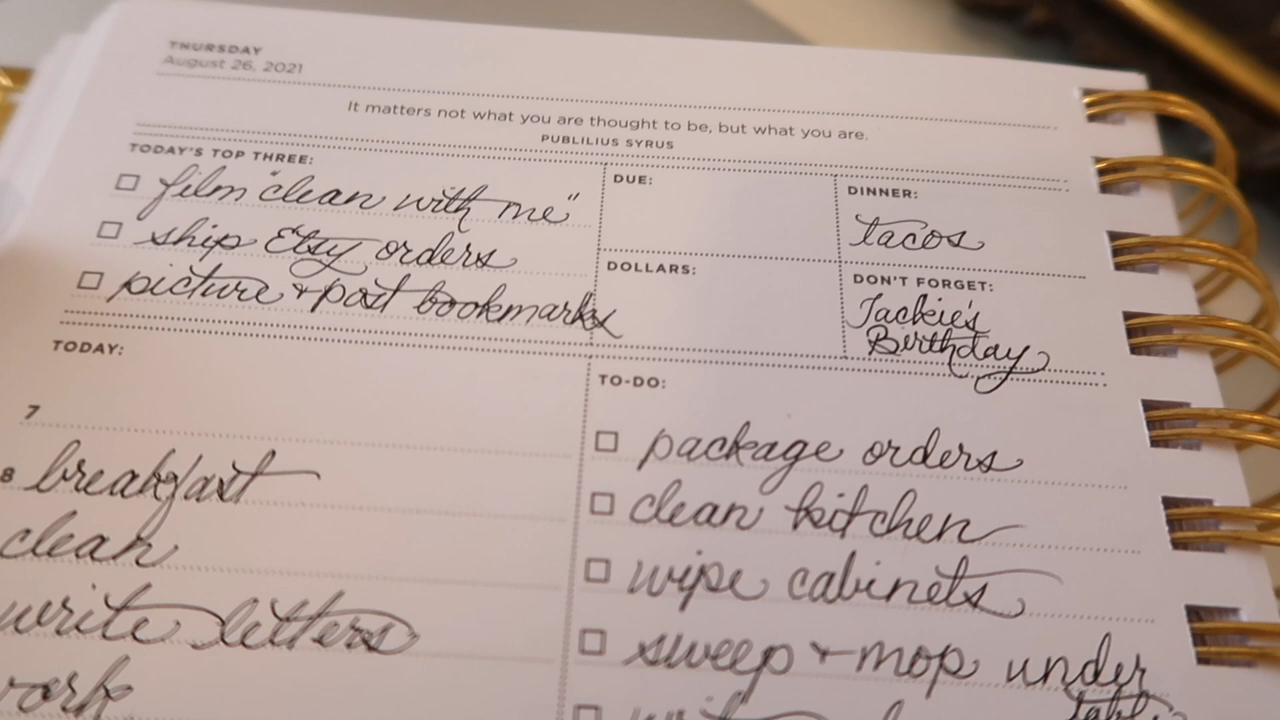 THURSDAY
August 26, 2021
It matters not what you are thought to be, but what you are.
PUBLILIUS SYRUS
TODAY'S TOP THREE:
☐ film "clean with me"
☐ ship Etsy orders
☐ picture + post bookmarks
DUE:
DOLLARS:
DINNER:
tacos
DON'T FORGET:
Jackie's
Birthday
TODAY:
7
8 breakfast
clean
write letters
TO-DO:
☐ package orders
☐ clean kitchen
☐ wipe cabinets
☐ sweep + mop under